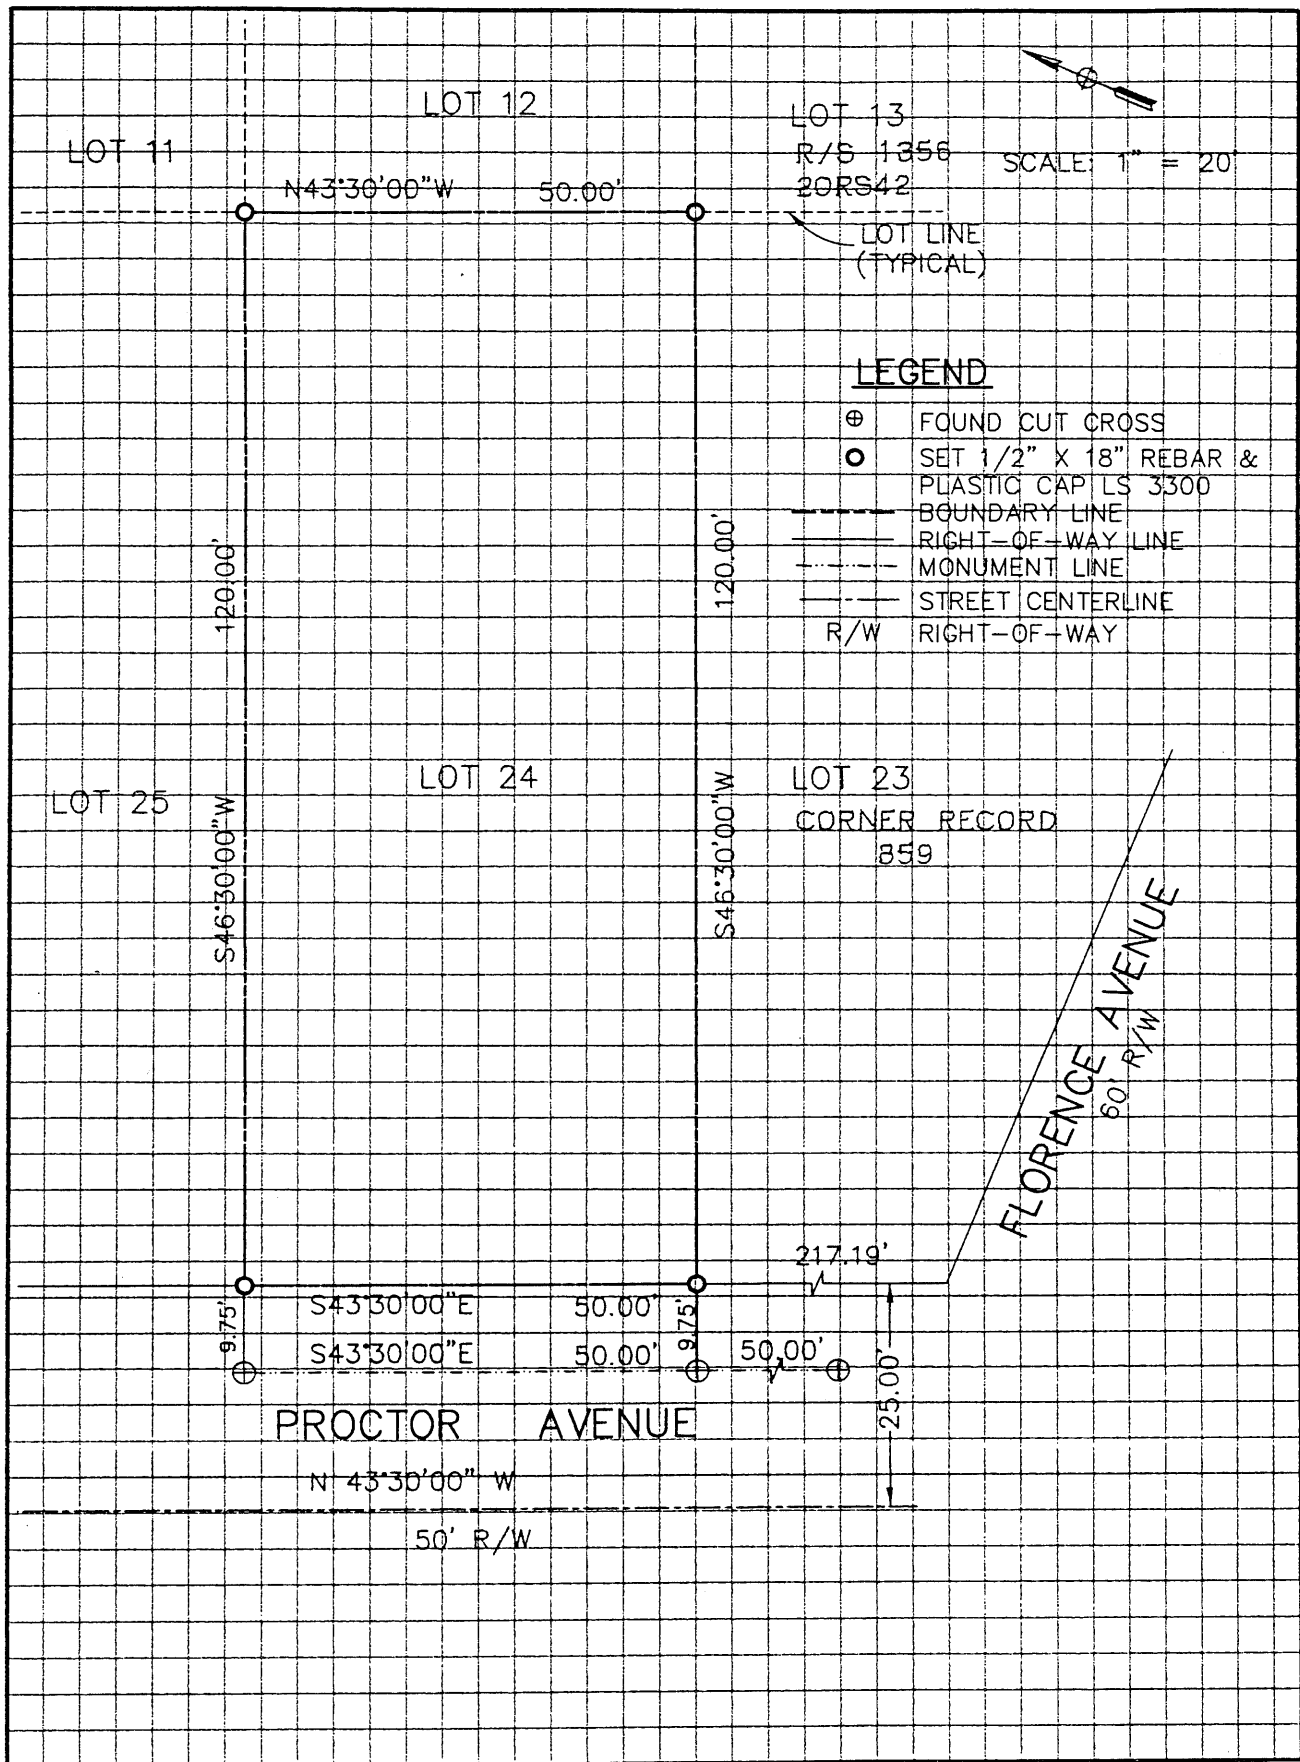 LOT 12
LOT 13
R/S 1356
20RS42
LOT 11
SCALE: 1" = 20'
N43°30'00"W 50.00'
LOT LINE
(TYPICAL)
LEGEND
FOUND CUT CROSS
SET 1/2" X 18" REBAR &
PLASTIC CAP LS 3300
BOUNDARY LINE
RIGHT-OF-WAY LINE
MONUMENT LINE
STREET CENTERLINE
R/W RIGHT-OF-WAY
120.00'
120.00'
LOT 25
LOT 24
LOT 23
CORNER RECORD
859
S46°30'00"W
S46°30'00"W
FLORENCE AVENUE
60' R/W
217.19'
S43°30'00"E 50.00'
9.75'
9.75'
S43°30'00"E 50.00'
50.00'
25.00'
PROCTOR AVENUE
N 43°30'00" W
50' R/W